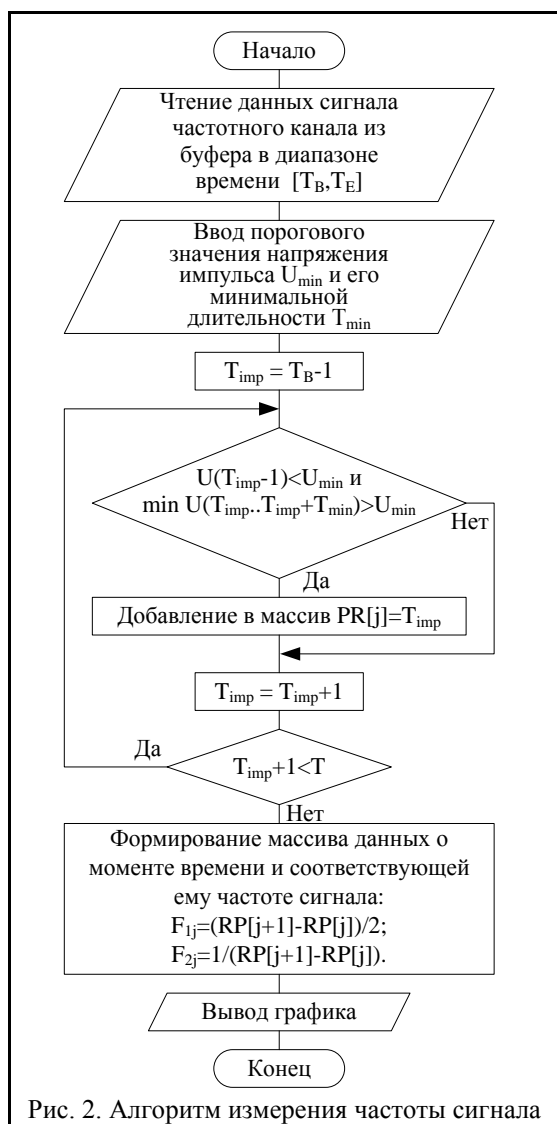 Начало
Чтение данных сигнала
частотного канала из
буфера в диапазоне
времени [T_B,T_E]
Ввод порогового
значения напряжения
импульса U_min и его
минимальной
длительности T_min
T_imp = T_B-1
U(T_imp-1)<U_min и
min U(T_imp..T_imp+T_min)>U_min
Нет
Да
Добавление в массив PR[j]=T_imp
T_imp = T_imp+1
Да
T_imp+1<T
Нет
Формирование массива данных о
моменте времени и соответствующей
ему частоте сигнала:
F_1j=(RP[j+1]-RP[j])/2;
F_2j=1/(RP[j+1]-RP[j]).
Вывод графика
Конец
Рис. 2. Алгоритм измерения частоты сигнала